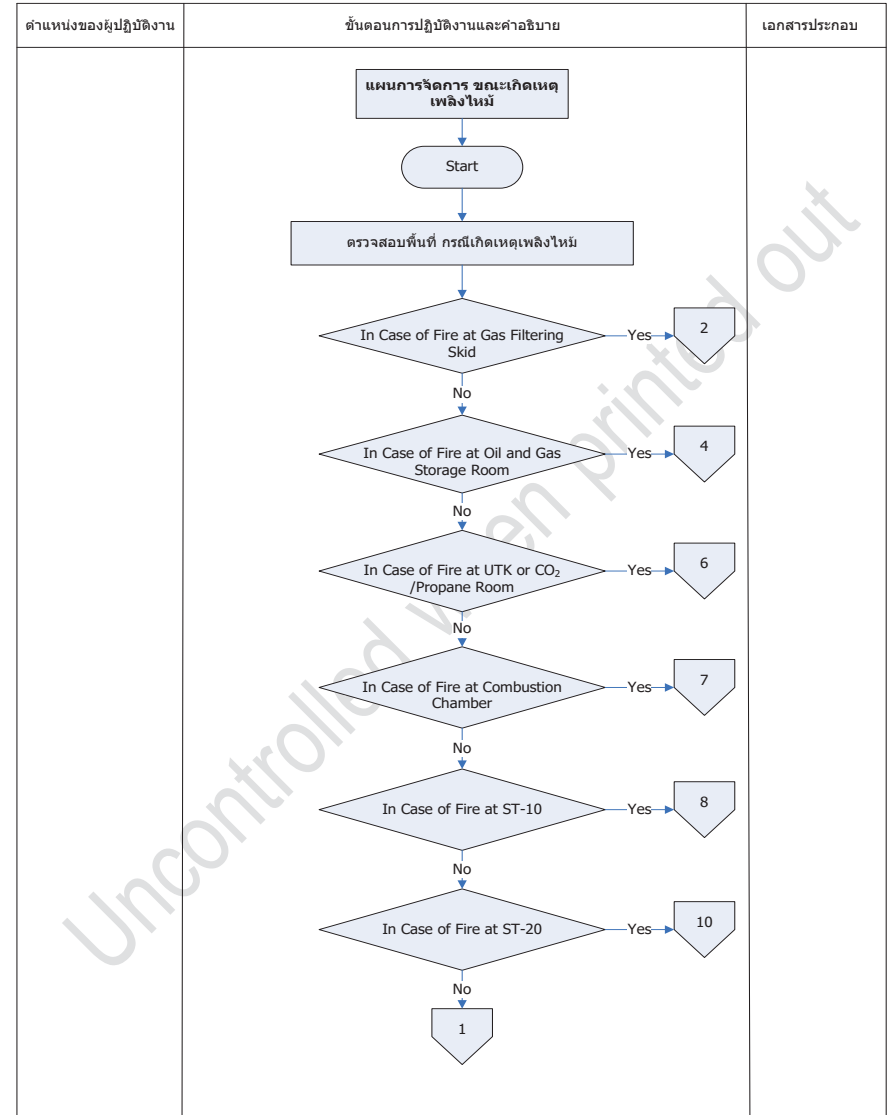 ตำแหน่งของผู้ปฏิบัติงาน
ขั้นตอนการปฏิบัติงานและคำอธิบาย
เอกสารประกอบ
แผนการจัดการ ขณะเกิดเหตุ
เพลิงไหม้
Start
ตรวจสอบพื้นที่ กรณีเกิดเหตุเพลิงไหม้
In Case of Fire at Gas Filtering
Skid
Yes
2
No
In Case of Fire at Oil and Gas
Storage Room
Yes
4
No
In Case of Fire at UTK or CO₂
/Propane Room
Yes
6
No
In Case of Fire at Combustion
Chamber
Yes
7
No
In Case of Fire at ST-10
Yes
8
No
In Case of Fire at ST-20
Yes
10
No
1
Uncontrolled when printed out